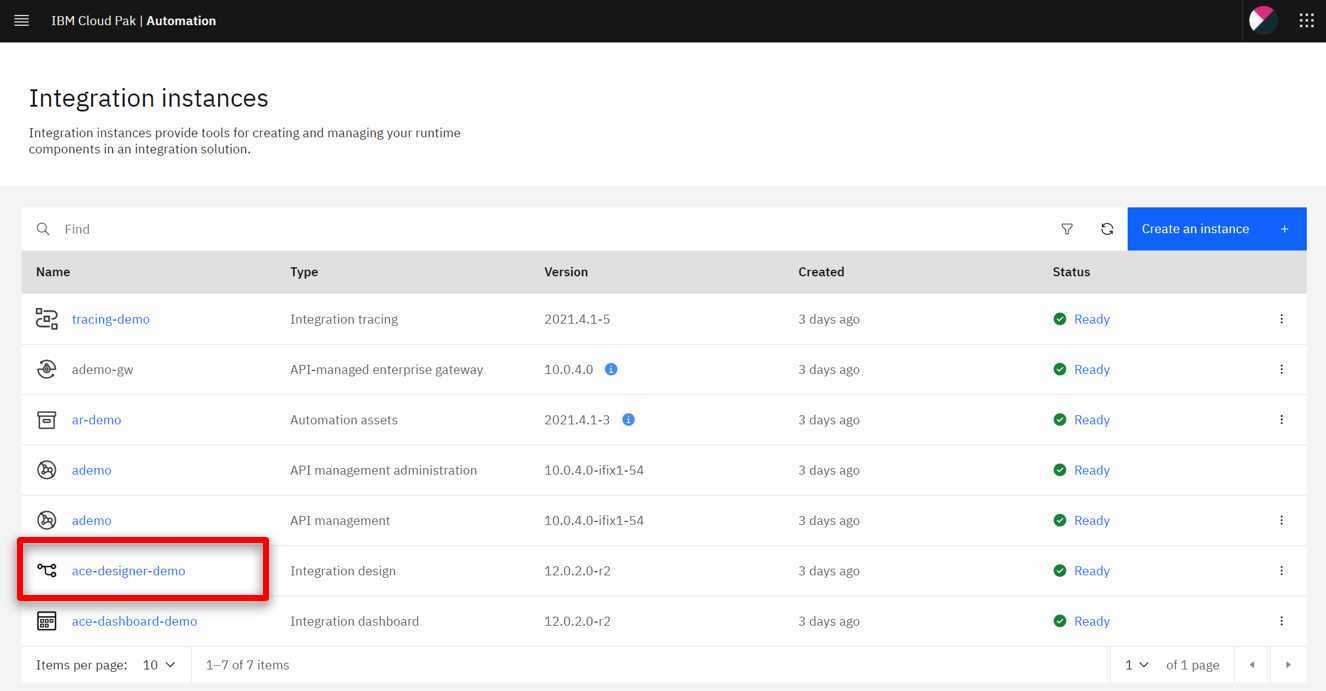 IBM Cloud Pak | Automation
Integration instances
Integration instances provide tools for creating and managing your runtime
components in an integration solution.
Find
Create an instance +
Name Type Version Created Status
tracing-demo Integration tracing 2021.4.1-5 3 days ago Ready
ademo-gw API-managed enterprise gateway 10.0.4.0 3 days ago Ready
ar-demo Automation assets 2021.4.1-3 3 days ago Ready
ademo API management administration 10.0.4.0-ifix1-54 3 days ago Ready
ademo API management 10.0.4.0-ifix1-54 3 days ago Ready
ace-designer-demo Integration design 12.0.2.0-r2 3 days ago Ready
ace-dashboard-demo Integration dashboard 12.0.2.0-r2 3 days ago Ready
Items per page: 10 1–7 of 7 items 1 of 1 page